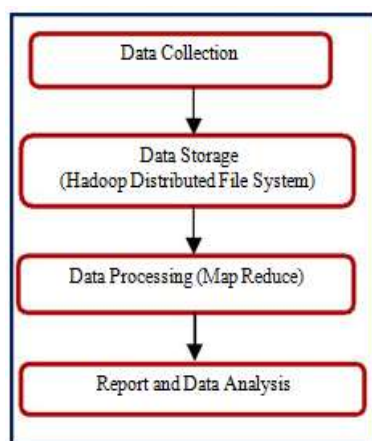 Data Collection
Data Storage
(Hadoop Distributed File System)
Data Processing (Map Reduce)
Report and Data Analysis